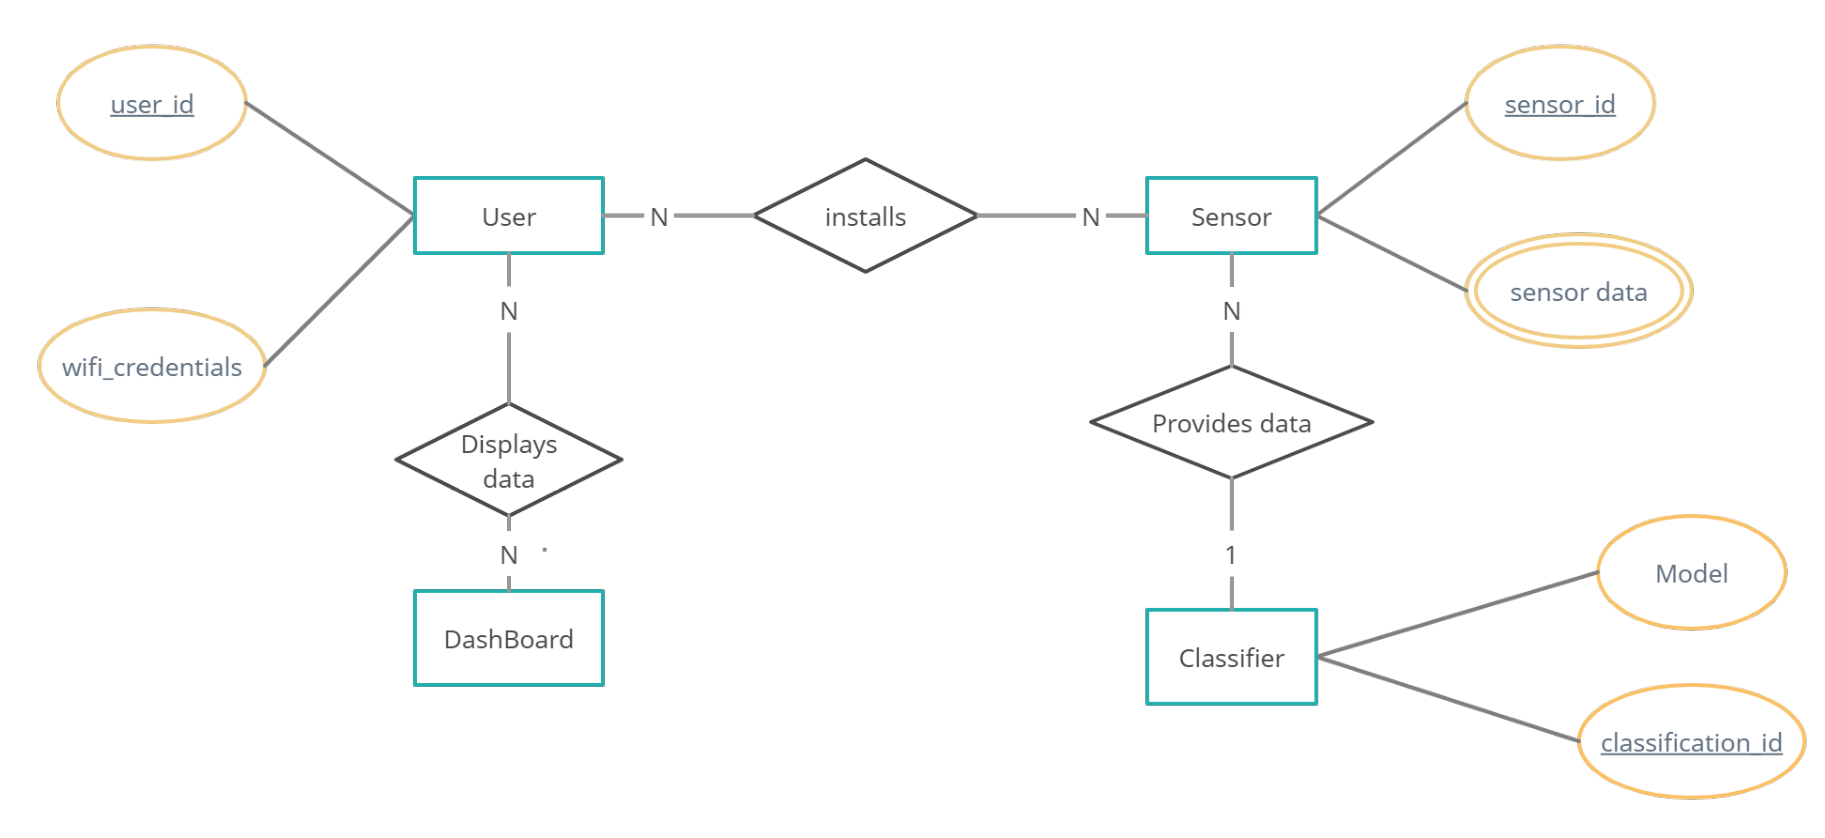 user_id
sensor_id
User
N
installs
N
Sensor
sensor data
N
N
wifi_credentials
Provides data
Displays
data
N
1
Model
DashBoard
Classifier
classification_id